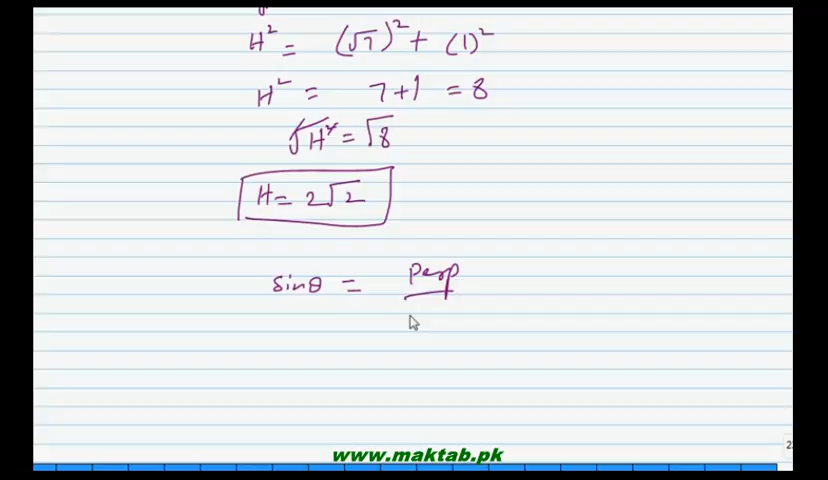 H² = (√7)² + (1)²
H² = 7+1 = 8
√H² = √8
H = 2√2
sinθ = perp
www.maktab.pk